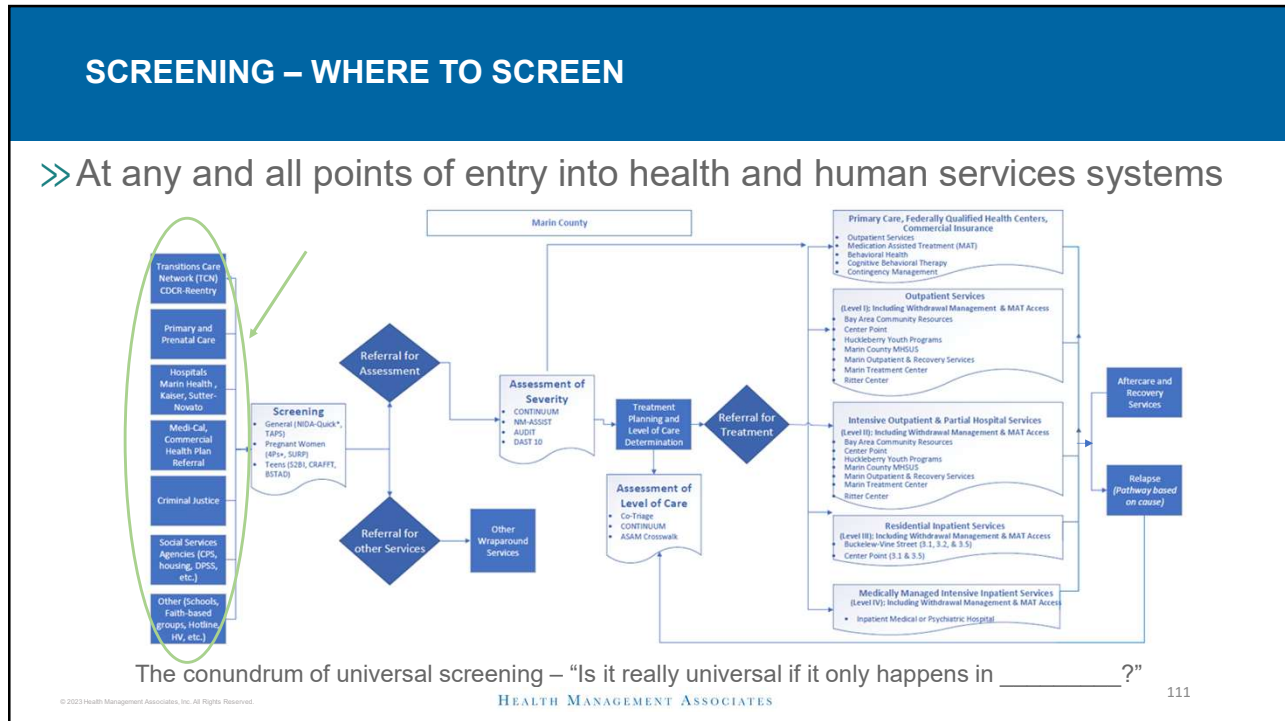 SCREENING – WHERE TO SCREEN
>> At any and all points of entry into health and human services systems
Marin County
Transitions Care
Network (TCN)
CDCR-Reentry
Primary and
Prenatal Care
Hospitals
Marin Health ,
Kaiser, Sutter-
Novato
Medi-Cal,
Commercial
Health Plan
Referral
Criminal Justice
Social Services
Agencies (CPS,
housing, DPSS,
etc.)
Other (Schools,
Faith-based
groups, Hotline,
HV, etc.)
Screening
• General (NIDA-Quick*,
TAPS)
• Pregnant Women
(4Ps+, SURP)
• Teens (S2BI, CRAFFT,
BSTAD)
Referral for
Assessment
Referral for
other Services
Other
Wraparound
Services
Assessment of
Severity
• CONTINUUM
• NM-ASSIST
• AUDIT
• DAST 10
Treatment
Planning and
Level of Care
Determination
Assessment of
Level of Care
• Co-Triage
• CONTINUUM
• ASAM Crosswalk
Referral for
Treatment
Primary Care, Federally Qualified Health Centers,
Commercial Insurance
• Outpatient Services
• Medication Assisted Treatment (MAT)
• Behavioral Health
• Cognitive Behavioral Therapy
• Contingency Management
Outpatient Services
(Level I); Including Withdrawal Management & MAT Access
• Bay Area Community Resources
• Center Point
• Huckleberry Youth Programs
• Marin County MHSUS
• Marin Outpatient & Recovery Services
• Marin Treatment Center
• Ritter Center
Intensive Outpatient & Partial Hospital Services
(Level II); Including Withdrawal Management & MAT Access
• Bay Area Community Resources
• Center Point
• Huckleberry Youth Programs
• Marin County MHSUS
• Marin Outpatient & Recovery Services
• Marin Treatment Center
• Ritter Center
Residential Inpatient Services
(Level III); Including Withdrawal Management & MAT Access
• Buckelew-Vine Street (3.1, 3.2, & 3.5)
• Center Point (3.1 & 3.5)
Medically Managed Intensive Inpatient Services
(Level IV); Including Withdrawal Management & MAT Access
• Inpatient Medical or Psychiatric Hospital
Aftercare and
Recovery
Services
Relapse
(Pathway based
on cause)
The conundrum of universal screening – “Is it really universal if it only happens in __________?”
© 2023 Health Management Associates, Inc. All Rights Reserved.
HEALTH MANAGEMENT ASSOCIATES
111